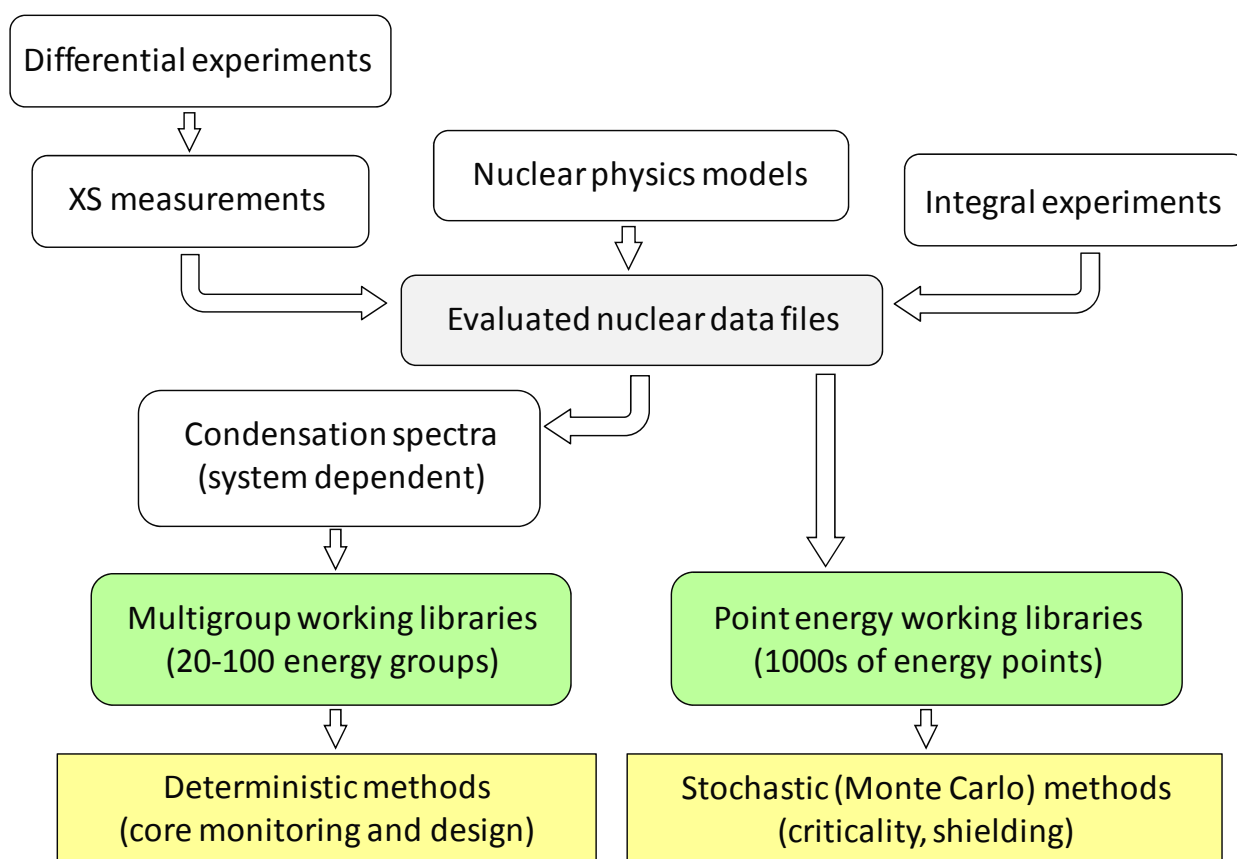 Differential experiments
XS measurements
Nuclear physics models
Integral experiments
Evaluated nuclear data files
Condensation spectra
(system dependent)
Multigroup working libraries
(20-100 energy groups)
Point energy working libraries
(1000s of energy points)
Deterministic methods
(core monitoring and design)
Stochastic (Monte Carlo) methods
(criticality, shielding)